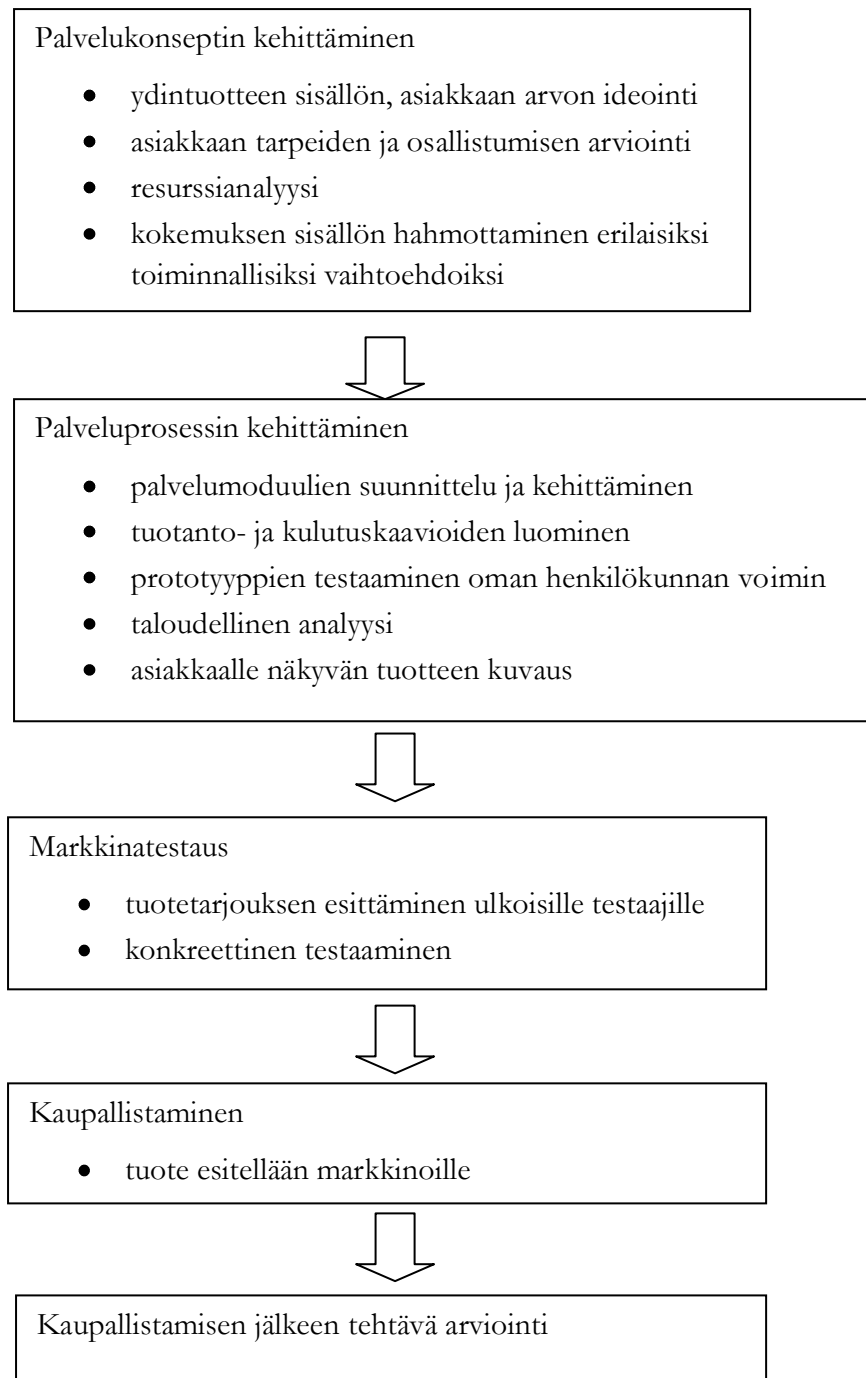 Palvelukonseptin kehittäminen
• ydintuotteen sisällön, asiakkaan arvon ideointi
• asiakkaan tarpeiden ja osallistumisen arviointi
• resurssianalyysi
• kokemuksen sisällön hahmottaminen erilaisiksi
toiminnallisiksi vaihtoehdoiksi
Palveluprosessin kehittäminen
• palvelumoduulien suunnittelu ja kehittäminen
• tuotanto- ja kulutuskaavioiden luominen
• prototyyppien testaaminen oman henkilökunnan voimin
• taloudellinen analyysi
• asiakkaalle näkyvän tuotteen kuvaus
Markkinatestaus
• tuotetarjouksen esittäminen ulkoisille testaajille
• konkreettinen testaaminen
Kaupallistaminen
• tuote esitellään markkinoille
Kaupallistamisen jälkeen tehtävä arviointi